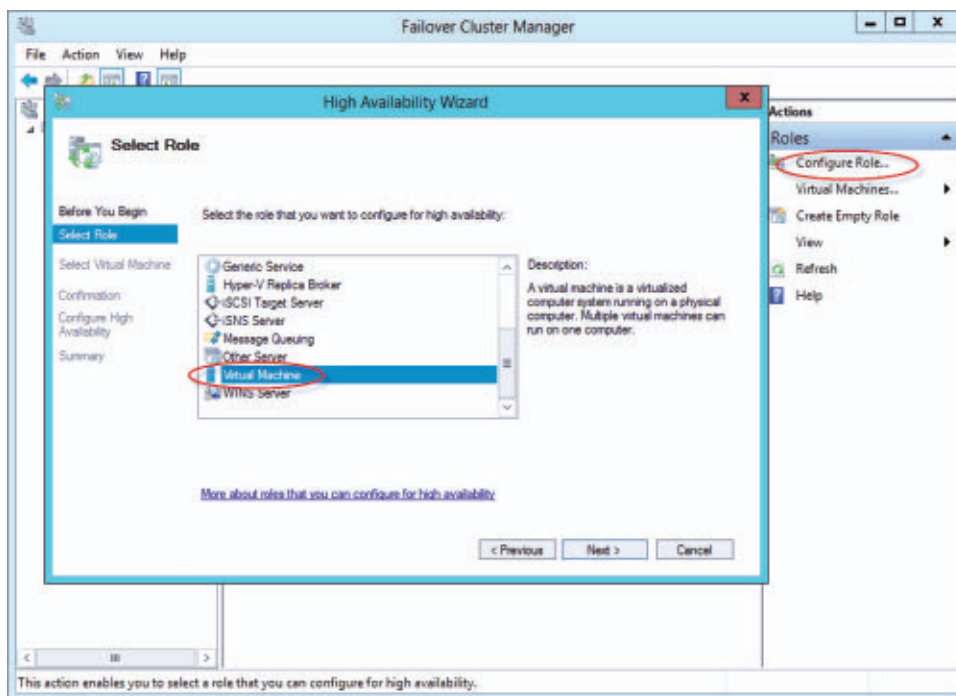 Failover Cluster Manager
File Action View Help
High Availability Wizard
Select Role
Before You Begin
Select Role
Select Virtual Machine
Confirmation
Configure High
Availability
Summary
Select the role that you want to configure for high availability:
Generic Service
Hyper-V Replica Broker
iSCSI Target Server
iSNS Server
Message Queuing
Other Server
Virtual Machine
WINS Server
Description:
A virtual machine is a virtualized
computer system running on a physical
computer. Multiple virtual machines can
run on one computer.
More about roles that you can configure for high availability
< Previous
Next >
Cancel
Actions
Roles
Configure Role...
Virtual Machines...
Create Empty Role
View
Refresh
Help
This action enables you to select a role that you can configure for high availability.